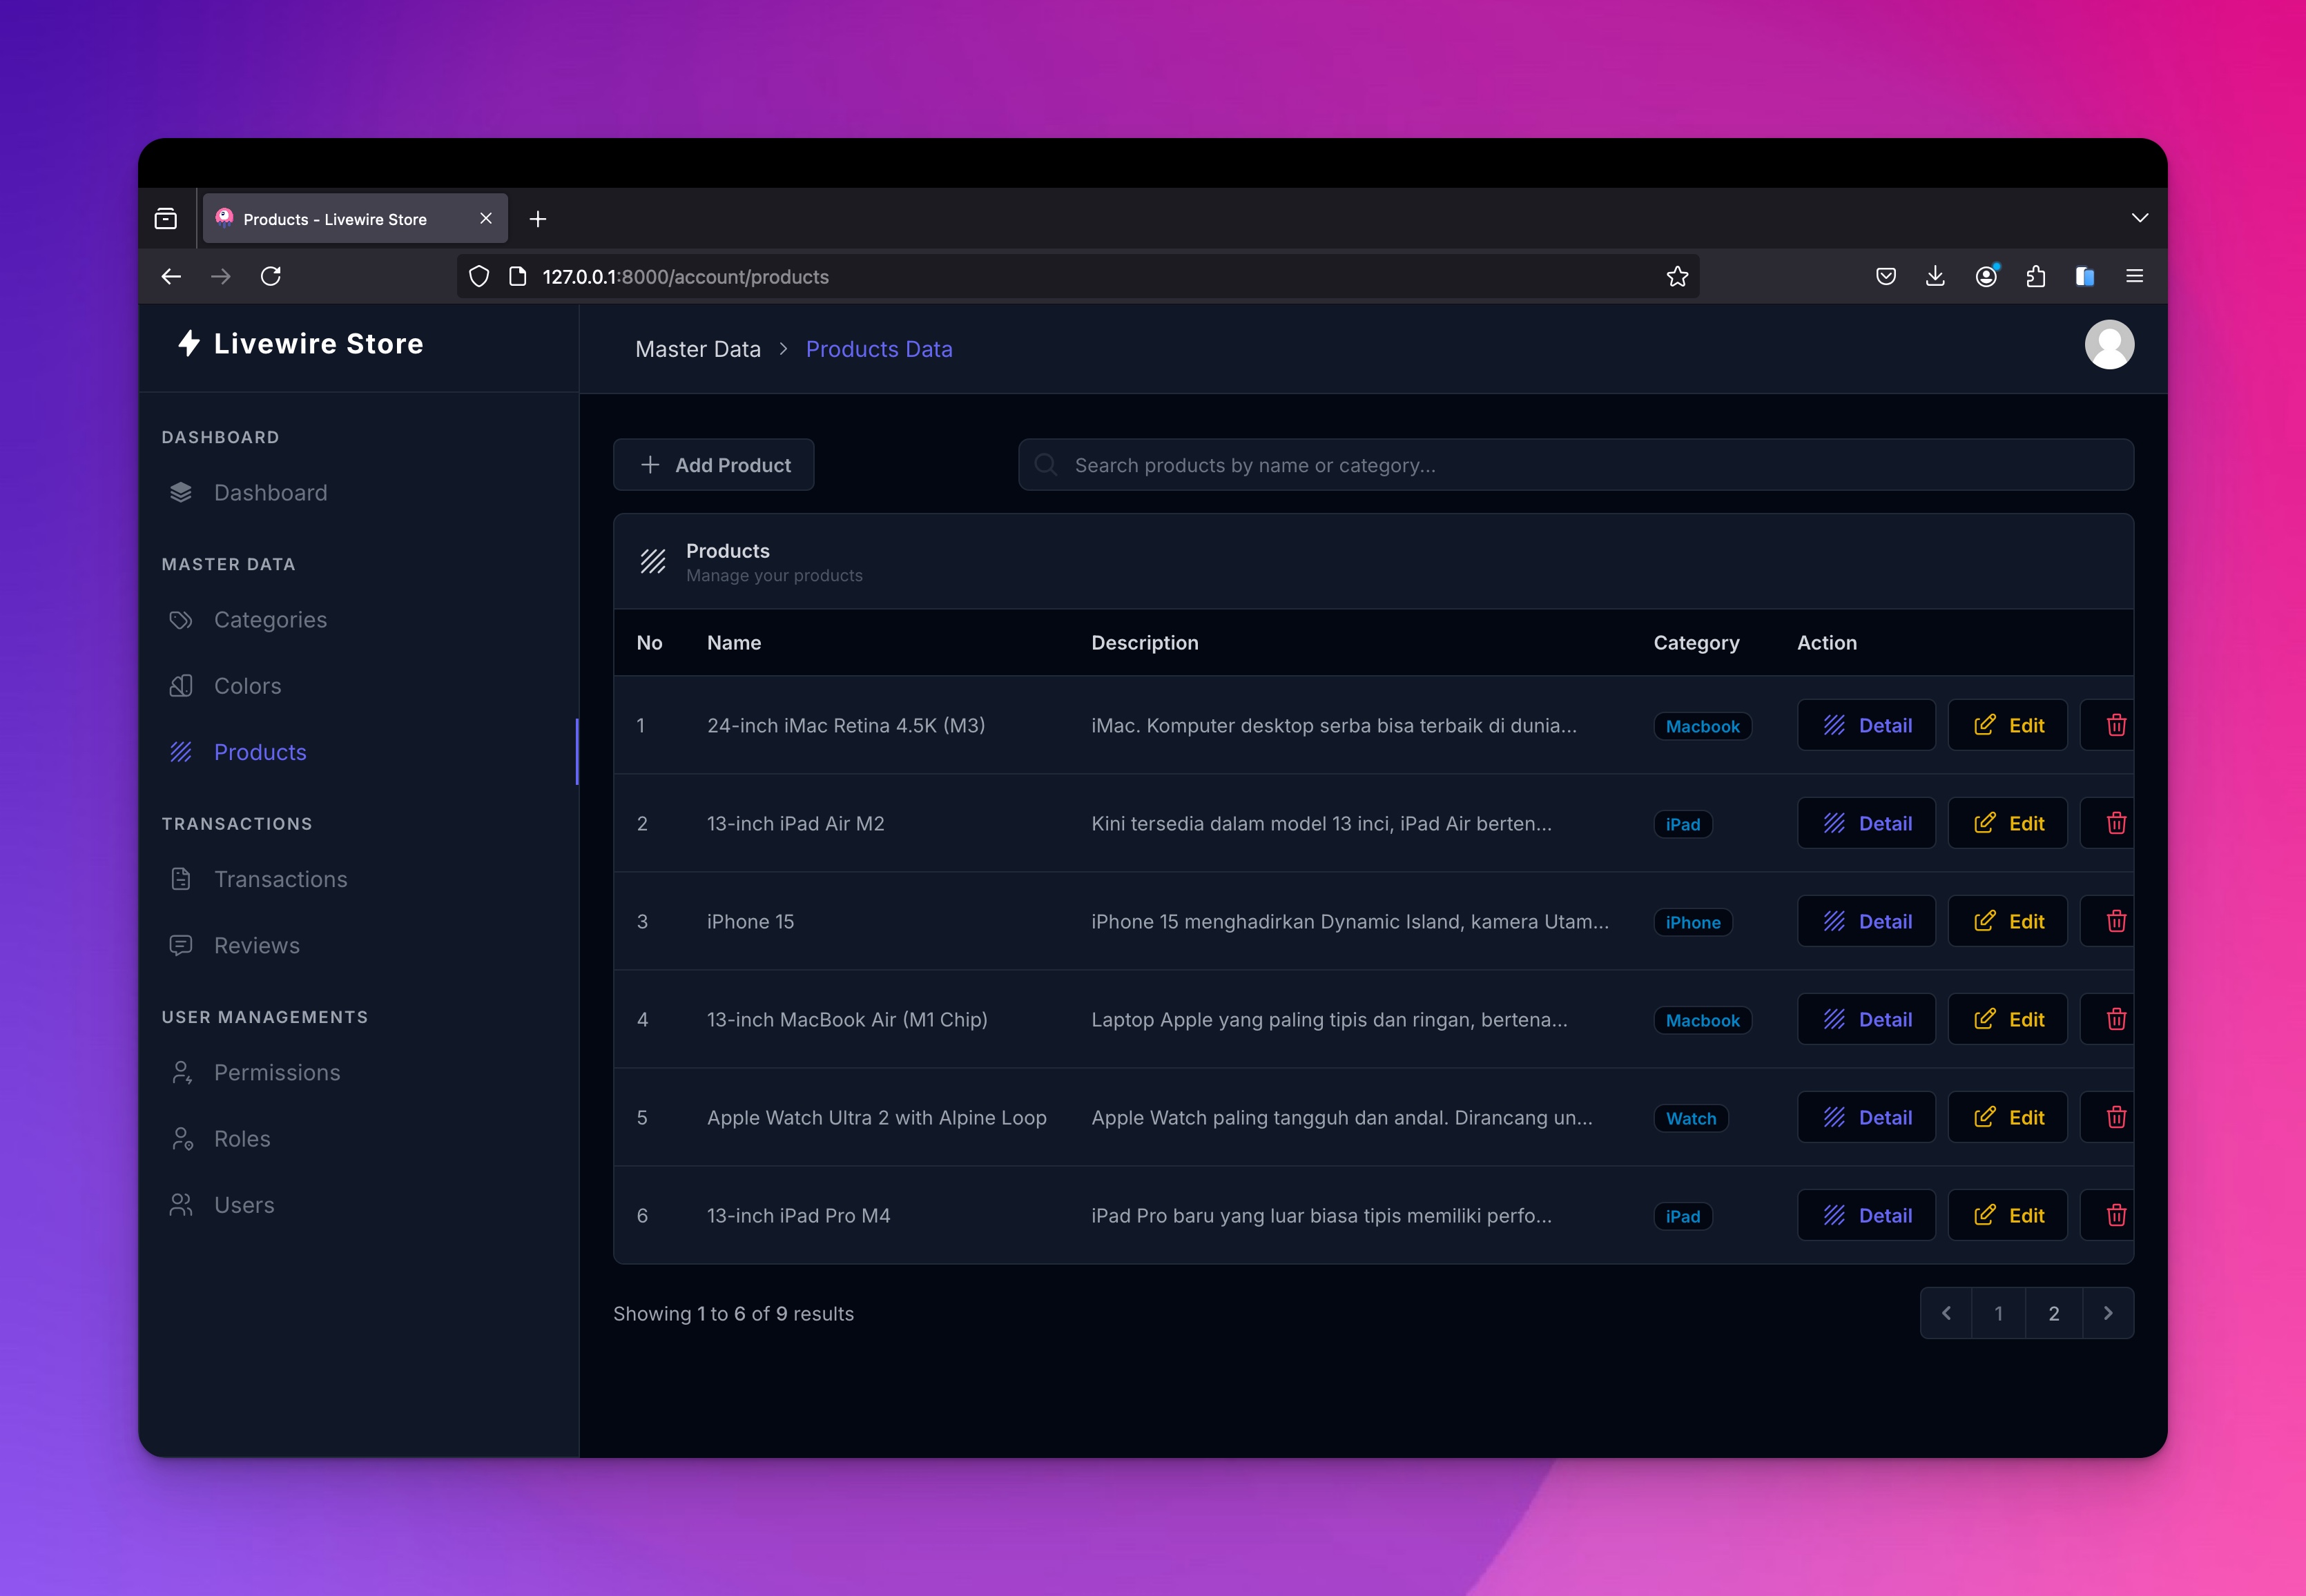 Products - Livewire Store
127.0.0.1:8000/account/products
Livewire Store
Master Data > Products Data
DASHBOARD
Dashboard
MASTER DATA
Categories
Colors
Products
TRANSACTIONS
Transactions
Reviews
USER MANAGEMENTS
Permissions
Roles
Users
Add Product
Search products by name or category...
Products
Manage your products
No Name Description Category Action
1 24-inch iMac Retina 4.5K (M3) iMac. Komputer desktop serba bisa terbaik di dunia... Macbook Detail Edit
2 13-inch iPad Air M2 Kini tersedia dalam model 13 inci, iPad Air berten... iPad Detail Edit
3 iPhone 15 iPhone 15 menghadirkan Dynamic Island, kamera Utam... iPhone Detail Edit
4 13-inch MacBook Air (M1 Chip) Laptop Apple yang paling tipis dan ringan, bertena... Macbook Detail Edit
5 Apple Watch Ultra 2 with Alpine Loop Apple Watch paling tangguh dan andal. Dirancang un... Watch Detail Edit
6 13-inch iPad Pro M4 iPad Pro baru yang luar biasa tipis memiliki perfo... iPad Detail Edit
Showing 1 to 6 of 9 results
1 2